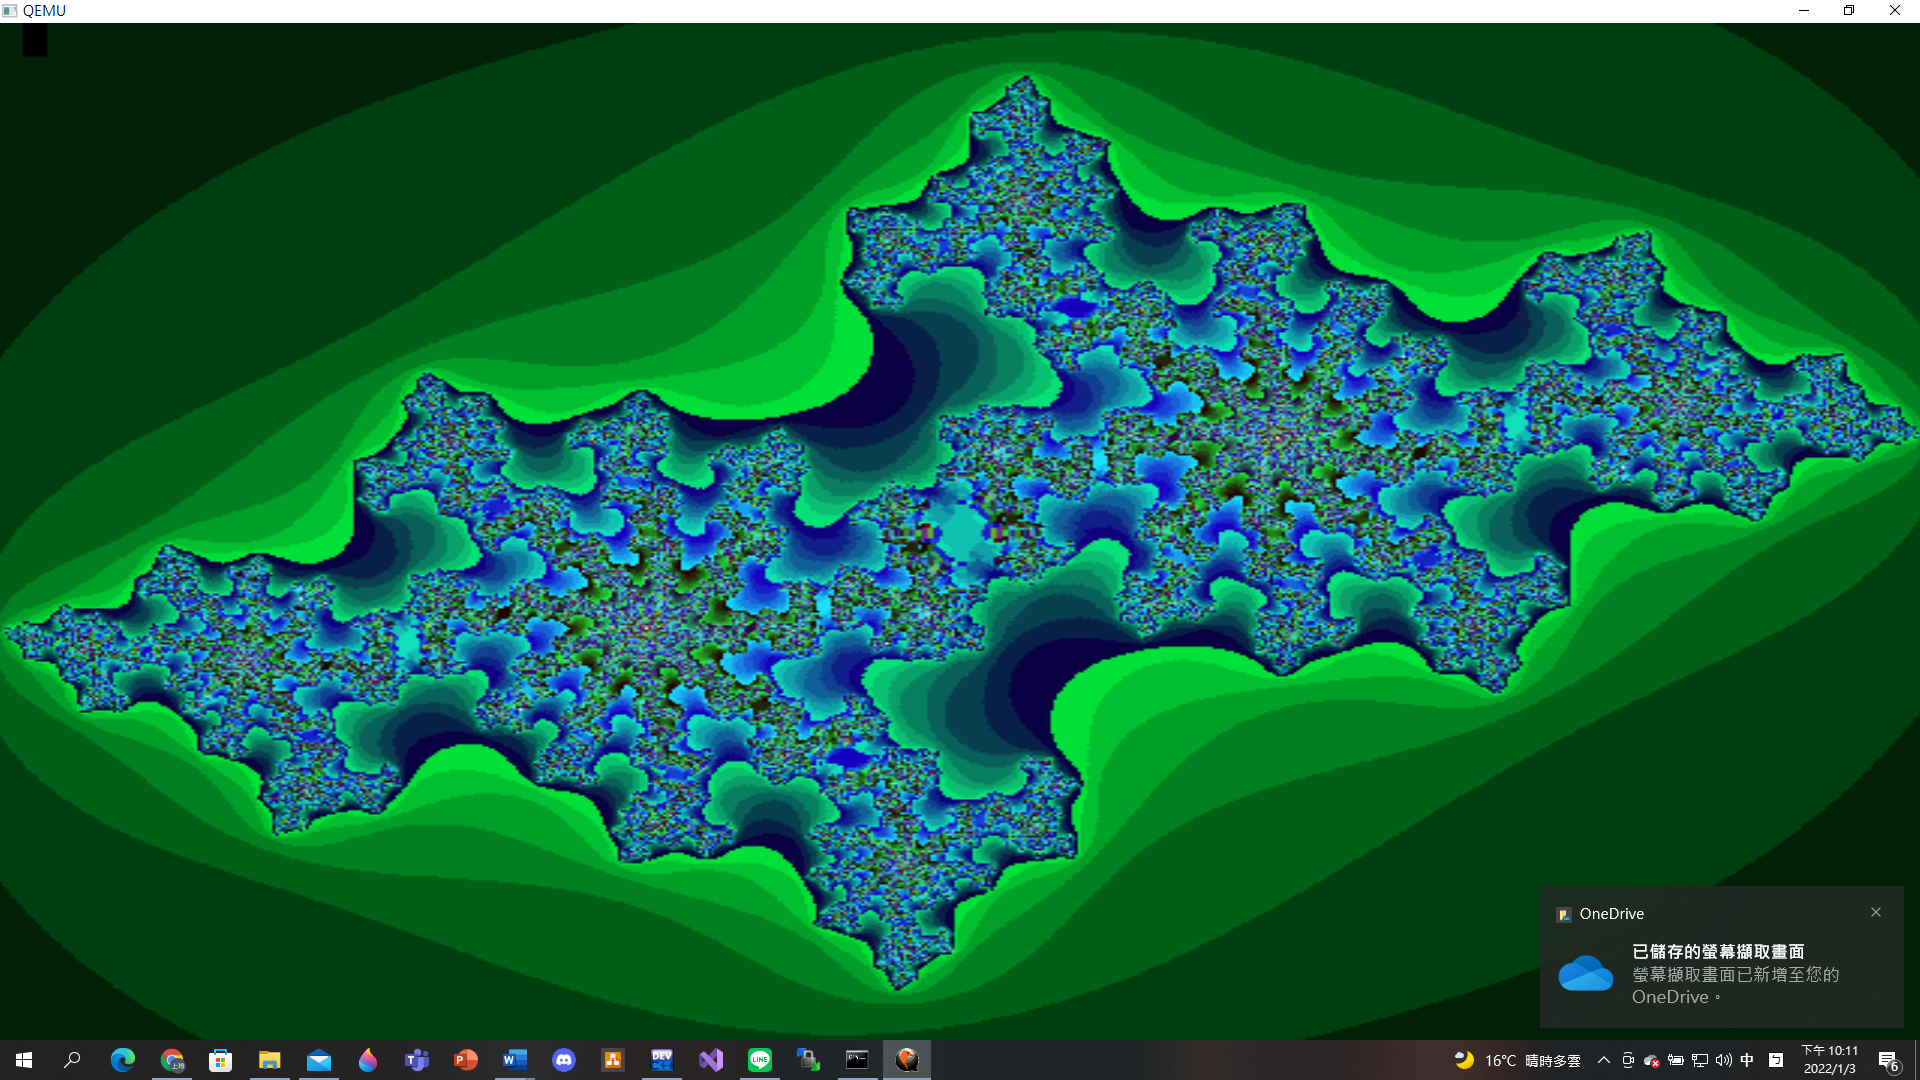 QEMU
OneDrive
已儲存的螢幕擷取畫面
螢幕擷取畫面已新增至您的
OneDrive。
16°C 晴時多雲
中
下午 10:11
2022/1/3
6
DEV
C++
LINE